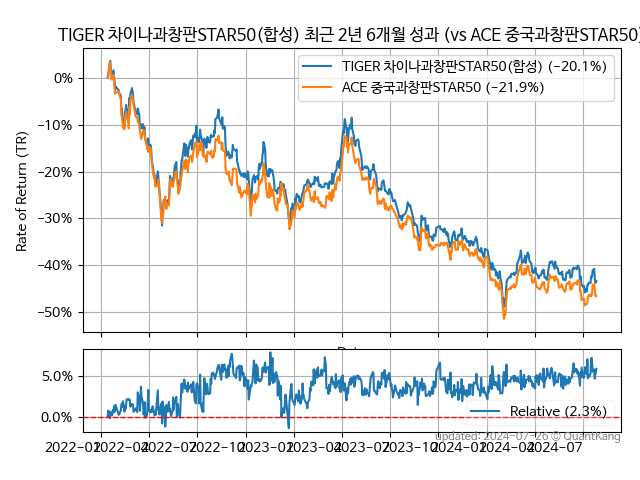 TIGER 차이나과창판STAR50(합성) 최근 2년 6개월 성과 (vs ACE 중국과창판STAR50)
TIGER 차이나과창판STAR50(합성) (-20.1%)
ACE 중국과창판STAR50 (-21.9%)
Rate of Return (TR)
0%
-10%
-20%
-30%
-40%
-50%
5.0%
0.0%
Relative (2.3%)
Updated: 2024-07-26 © QuantKang
2022-01 2022-04 2022-07 2022-10 2023-01 2023-04 2023-07 2023-10 2024-01 2024-04 2024-07